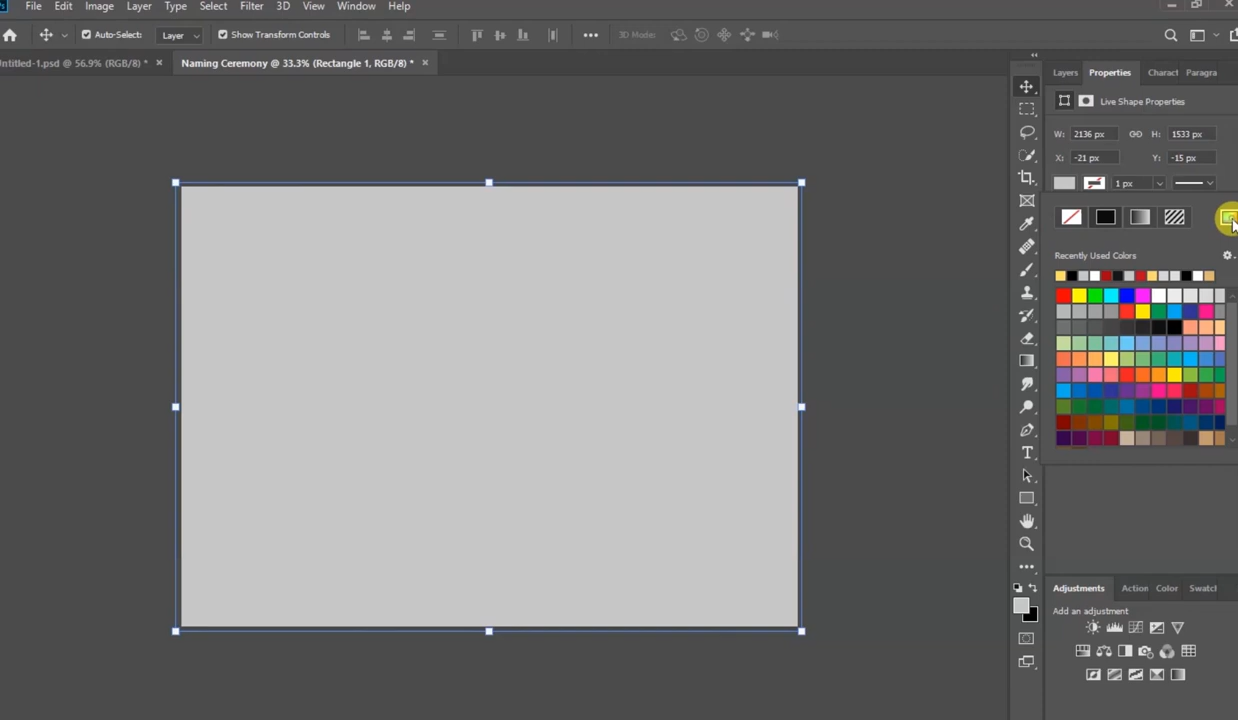 Ps File Edit Image Layer Type Select Filter 3D View Window Help
Auto-Select: Layer Show Transform Controls 3D Mode:
ntitled-1.psd @ 56.9% (RGB/8) * × Naming Ceremony @ 33.3% (Rectangle 1, RGB/8) * ×
Layers Properties Charact Paragra
Live Shape Properties
W: 2136 px H: 1533 px
X: -21 px Y: -15 px
1 px
Recently Used Colors
T
Adjustments Action Color Swatch
Add an adjustment